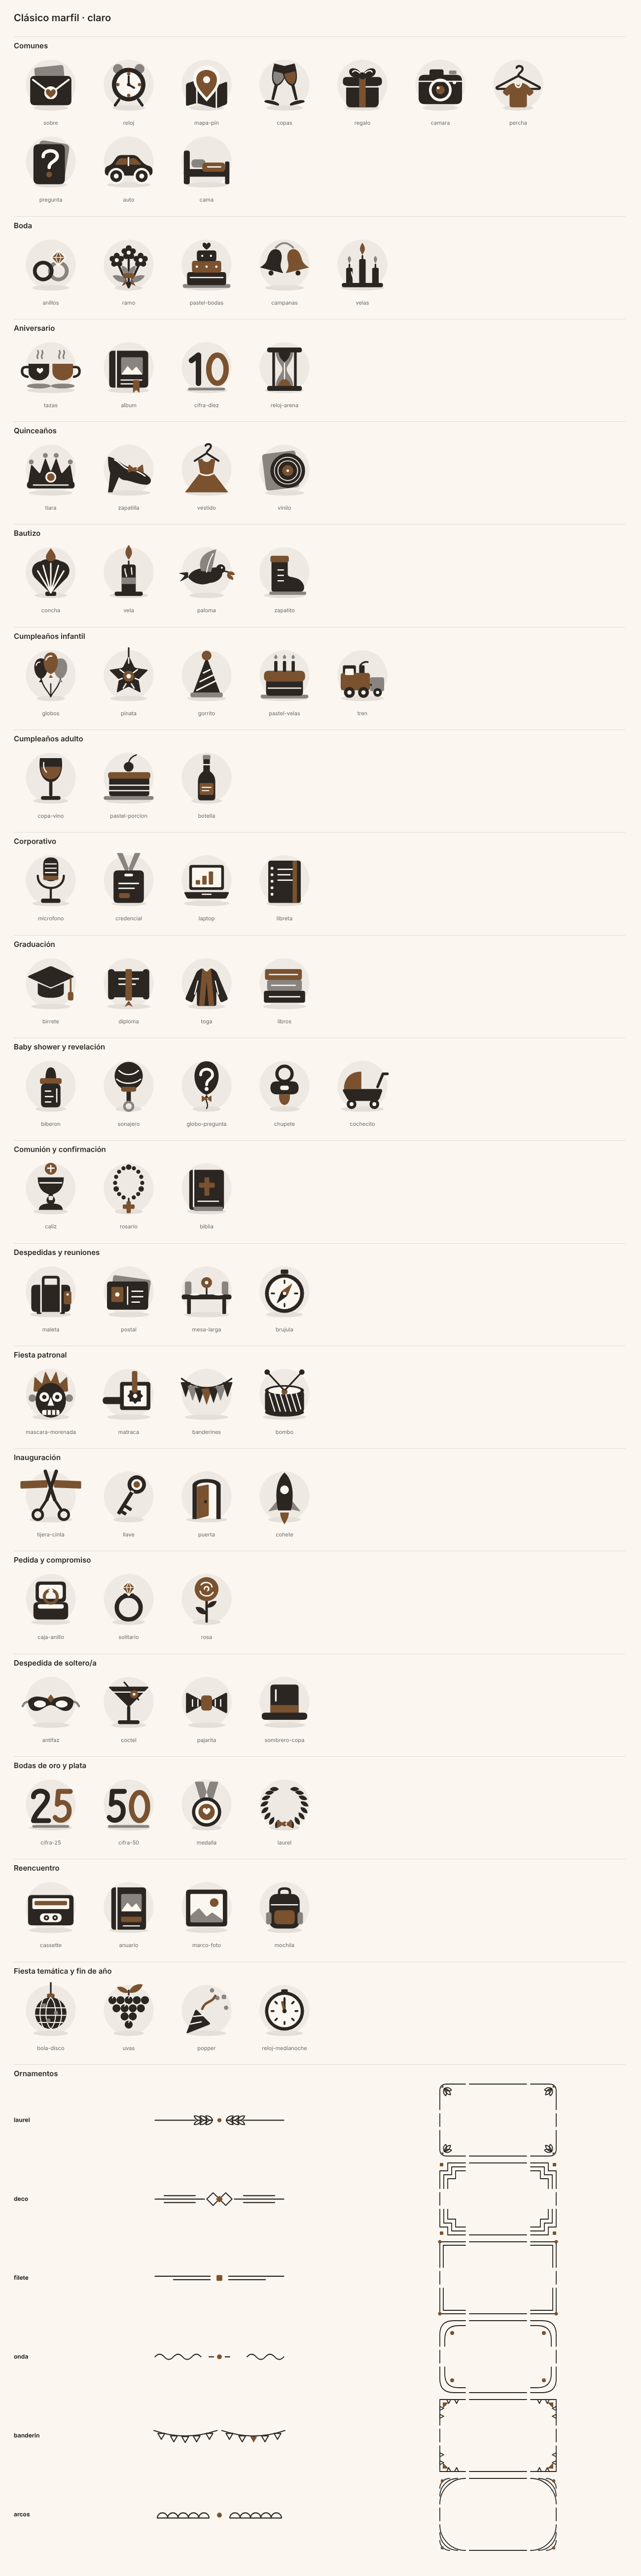 Clásico marfil · claro
Comunes
sobre reloj mapa-pin copas regalo camara percha
pregunta auto cama
Boda
anillos ramo pastel-bodas campanas velas
Aniversario
10
tazas album cifra-diez reloj-arena
Quinceaños
tiara zapatilla vestido vinilo
Bautizo
concha vela paloma zapatito
Cumpleaños infantil
globos pinata gorrito pastel-velas tren
Cumpleaños adulto
copa-vino pastel-porcion botella
Corporativo
microfono credencial laptop libreta
Graduación
birrete diploma toga libros
Baby shower y revelación
?
biberon sonajero globo-pregunta chupete cochecito
Comunión y confirmación
caliz rosario biblia
Despedidas y reuniones
maleta postal mesa-larga brujula
Fiesta patronal
mascara-morenada matraca banderines bombo
Inauguración
tijera-cinta llave puerta cohete
Pedida y compromiso
caja-anillo solitario rosa
Despedida de soltero/a
antifaz coctel pajarita sombrero-copa
Bodas de oro y plata
25 50
cifra-25 cifra-50 medalla laurel
Reencuentro
cassette anuario marco-foto mochila
Fiesta temática y fin de año
bola-disco uvas popper reloj-medianoche
Ornamentos
laurel
deco
filete
onda
banderin
arcos